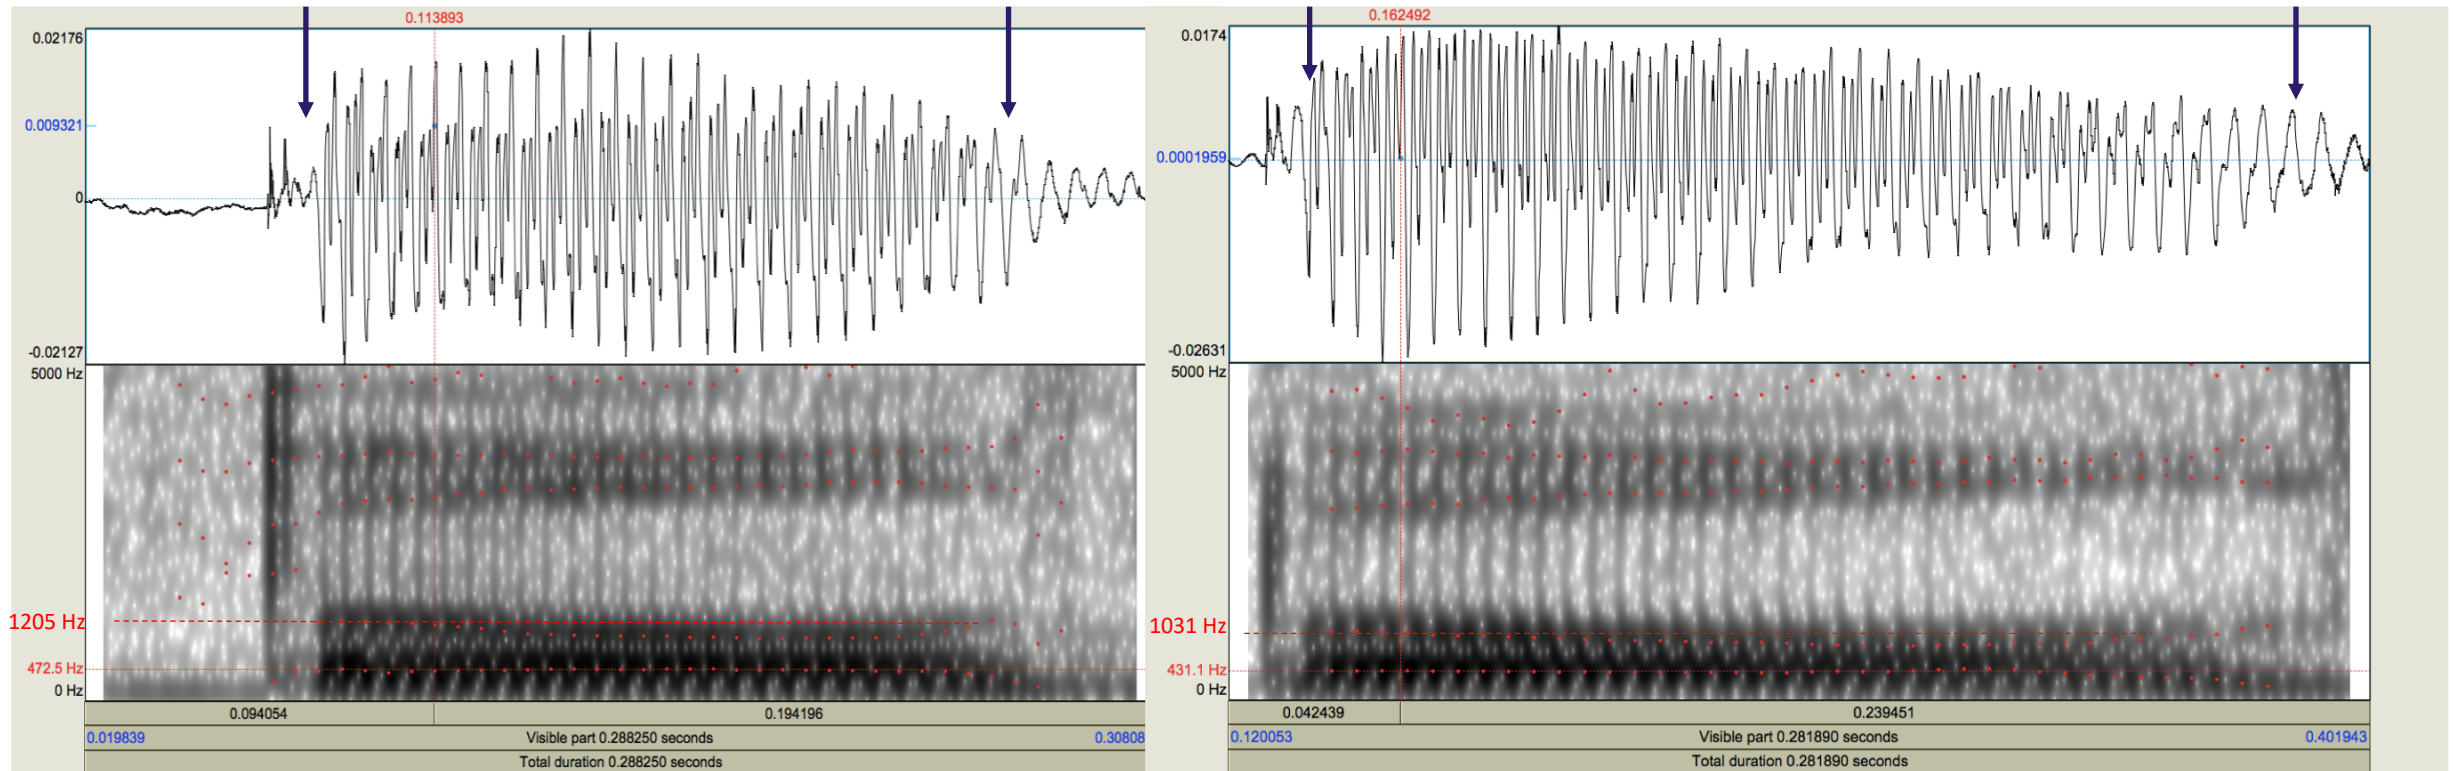 0.113893
0.02176
0.009321
0
-0.02127
5000 Hz
1205 Hz
472.5 Hz
0 Hz
0.094054 0.194196
0.019839 Visible part 0.288250 seconds 0.30808
Total duration 0.288250 seconds
0.162492
0.0174
0.0001959
-0.02631
5000 Hz
1031 Hz
431.1 Hz
0 Hz
0.042439 0.239451
0.120053 Visible part 0.281890 seconds 0.401943
Total duration 0.281890 seconds